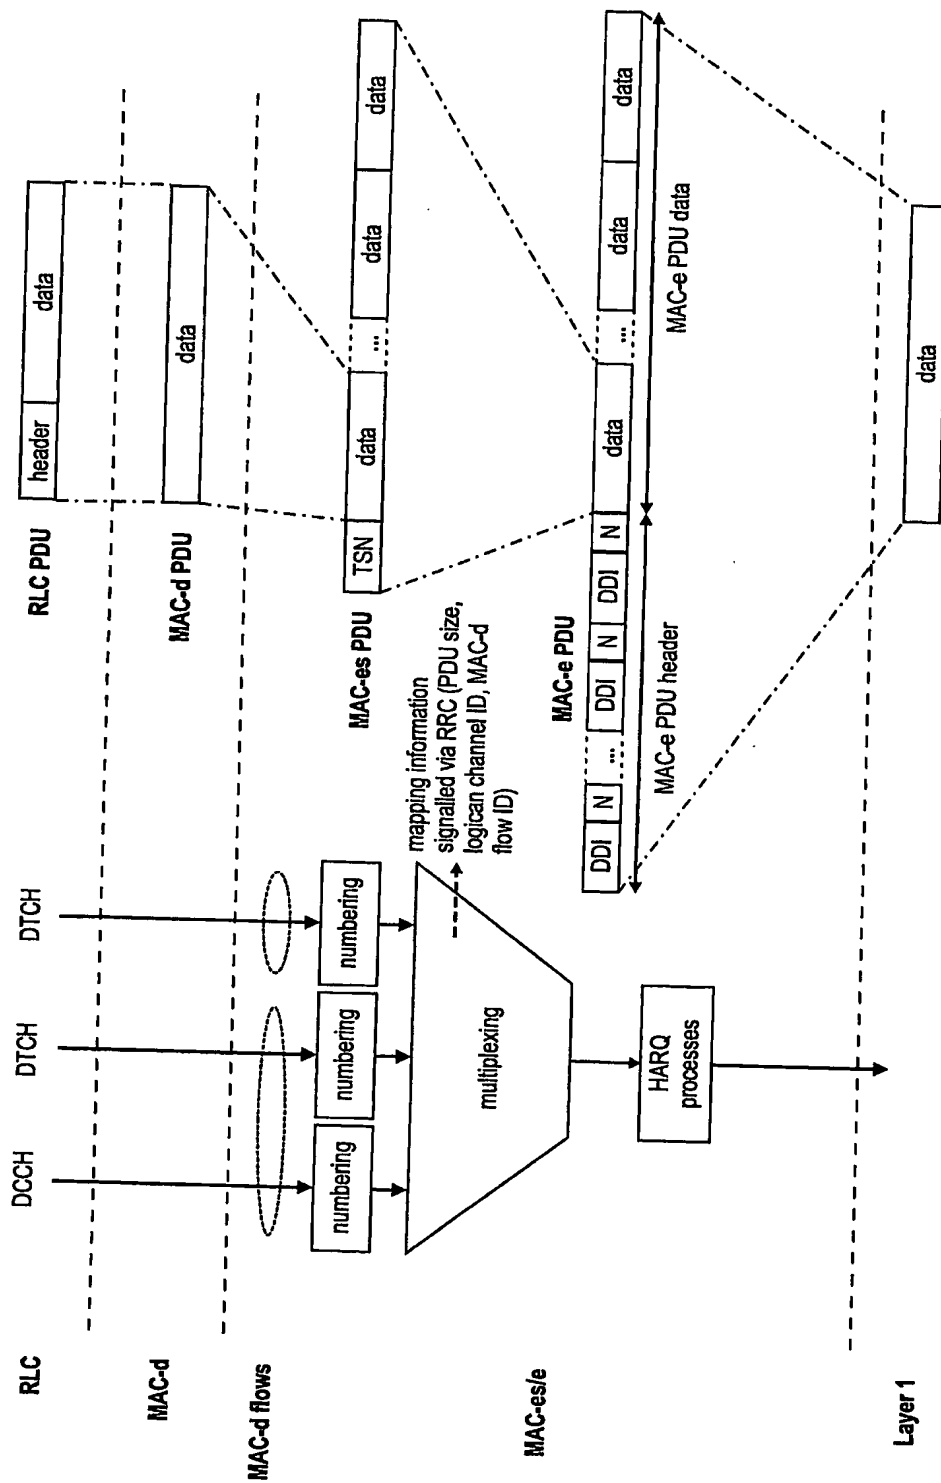 RLC
MAC-d
MAC-d flows
MAC-es/e
Layer 1
DCCH
DTCH
DTCH
numbering
numbering
numbering
multiplexing
HARQ
processes
mapping information
signalled via RRC (PDU size,
logican channel ID, MAC-d
flow ID)
RLC PDU
header
data
MAC-d PDU
data
MAC-es PDU
TSN
data
...
data
data
MAC-e PDU
DDI
N
...
DDI
N
DDI
N
data
...
data
data
MAC-e PDU header
MAC-e PDU data
data